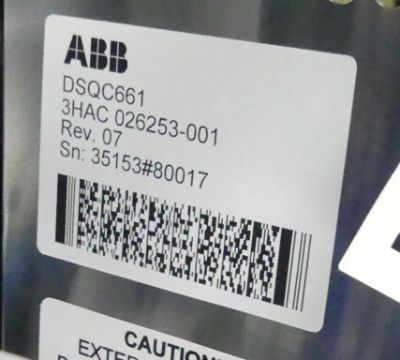 ABB
DSQC661
3HAC 026253-001
Rev. 07
Sn: 35153#80017
CAUTION